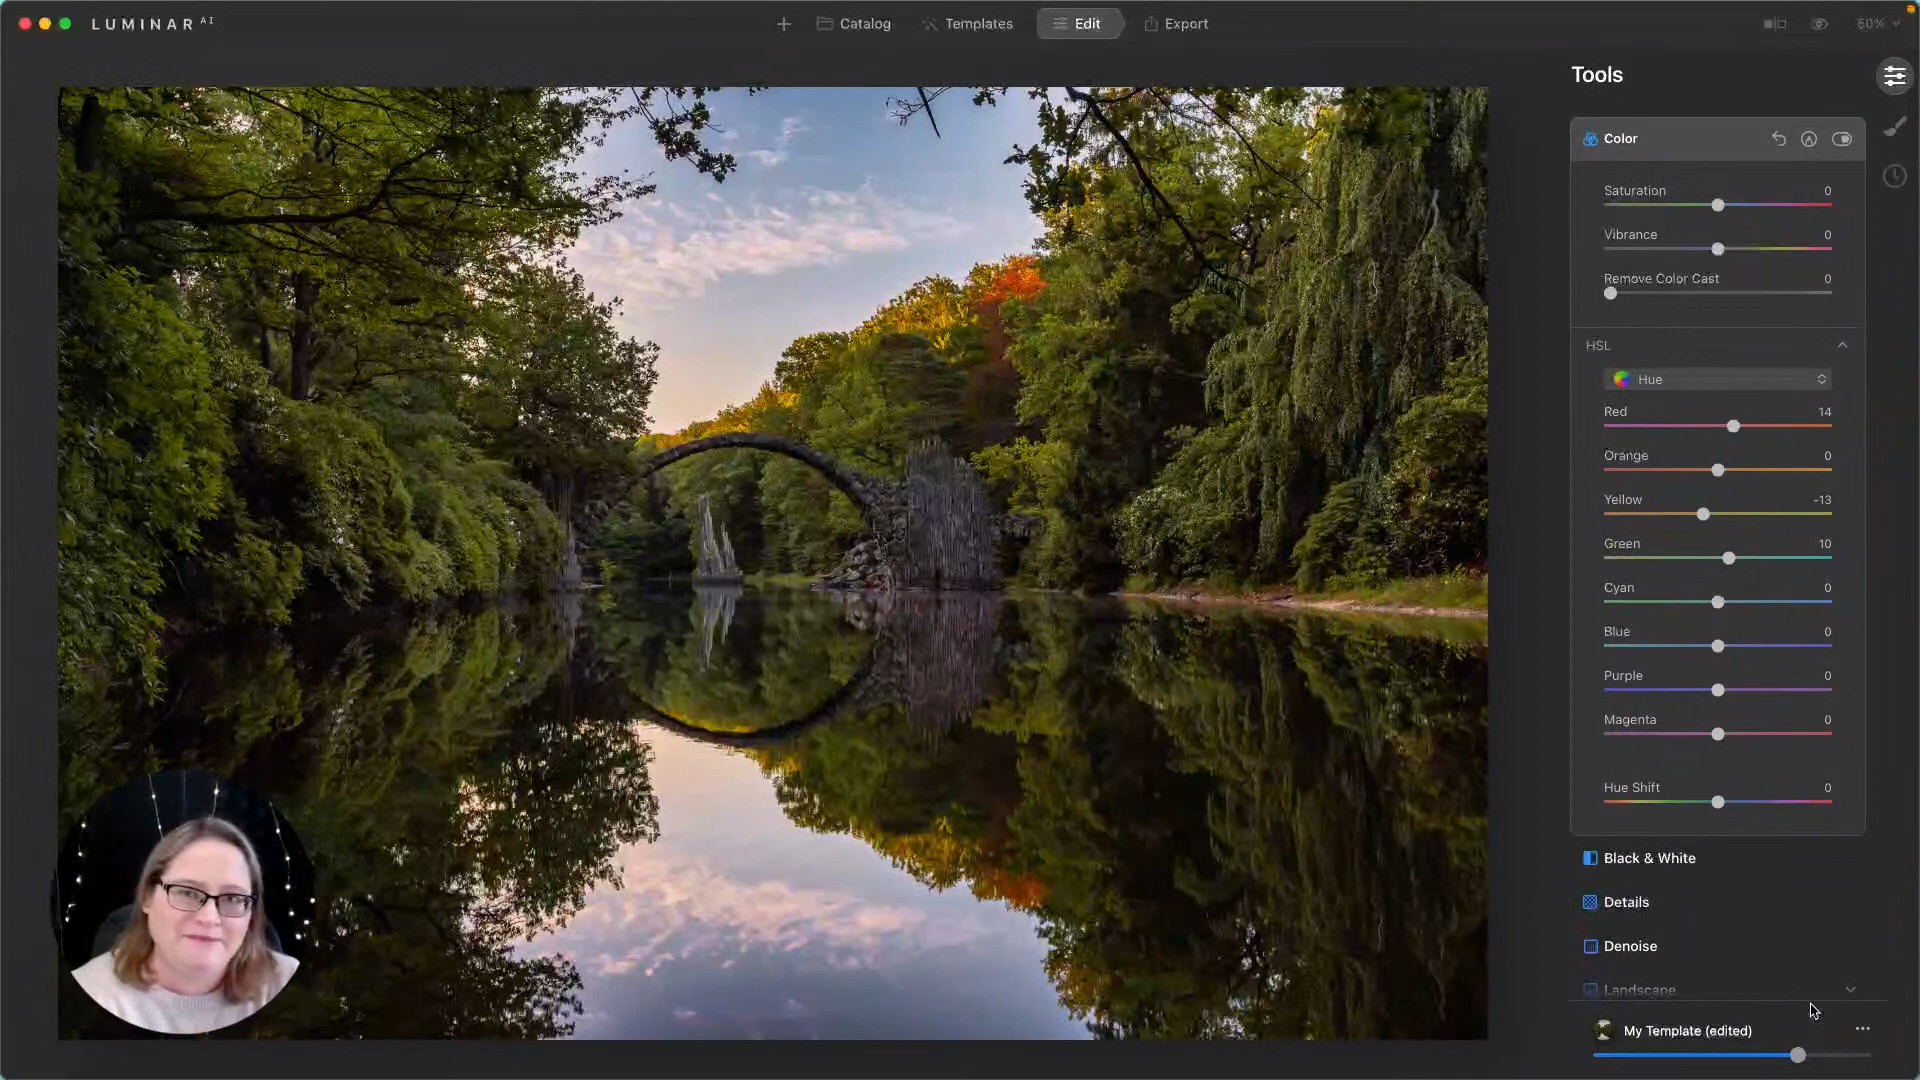 LUMINAR AI
Catalog
Templates
Edit
Export
60%
Tools
Color
Saturation 0
Vibrance 0
Remove Color Cast 0
HSL
Hue
Red 14
Orange 0
Yellow -13
Green 10
Cyan 0
Blue 0
Purple 0
Magenta 0
Hue Shift 0
Black & White
Details
Denoise
Landscape
My Template (edited)